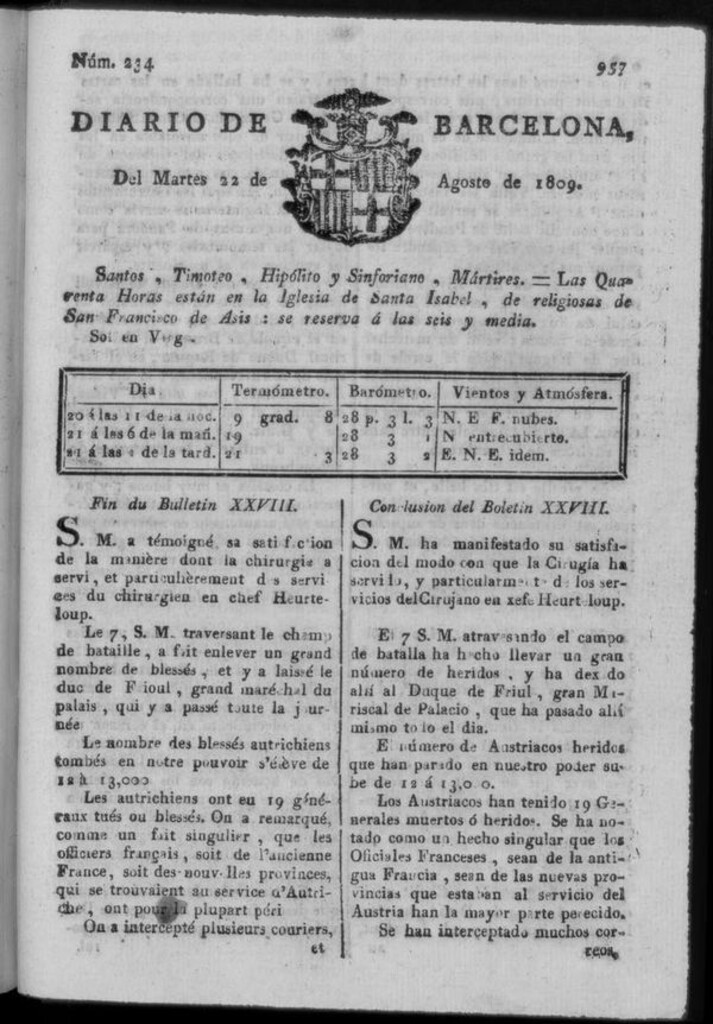 Núm. 234
957
DIARIO DE BARCELONA,
Del Martes 22 de Agosto de 1809.
Santos, Timoteo, Hipólito y Sinforiano, Mártires. = Las Qua-
renta Horas están en la Iglesia de Santa Isabel, de religiosas de
San Francisco de Asis : se reserva á las seis y media.
Sol en Virg.
Dia. Termómetro. Barómetro. Vientos y Atmósfera.
20 á las 11 de la noc. 9 grad. 8 28 p. 3 l. 3 N. E F. nubes.
21 á las 6 de la mañ. 19 28 3 1 N entrecubierto.
21 á las 2 de la tard. 21 3 28 3 2 E. N. E. idem.
Fin du Bulletin XXVIII.
S. M. a témoigné sa satisfaction
de la manière dont la chirurgie a
servi, et particulièrement des servi
ces du chirurgien en chef Heurte-
loup.
Le 7, S. M. traversant le champ
de bataille, a fait enlever un grand
nombre de blessés, et y a laissé le
duc de Frioul, grand maréchal du
palais, qui y a passé toute la jour-
née
Le nombre des blessés autrichiens
tombés en notre pouvoir s'élève de
12 à 13,000
Les autrichiens ont eu 19 géné-
raux tués ou blessés. On a remarqué,
comme un fait singulier, que les
officiers français, soit de l'ancienne
France, soit des nouvelles provinces,
qui se trouvaient au service d'Autri-
che, ont pour la plupart péri
On a intercepté plusieurs couriers,
et
Conclusion del Boletin XXVIII.
S. M. ha manifestado su satisfa-
cion del modo con que la Cirugía ha
servido, y particularmente de los ser-
vicios del Cirujano en xefe Heurteloup.
El 7 S. M. atravesando el campo
de batalla ha hecho llevar un gran
número de heridos, y ha dexado
allí al Duque de Friul, gran Ma-
riscal de Palacio, que ha pasado ahí
mismo todo el dia.
El número de Austriacos heridos
que han parado en nuestro poder su-
be de 12 á 13,000.
Los Austriacos han tenido 19 Ge-
nerales muertos ó heridos. Se ha no-
tado como un hecho singular que los
Oficiales Franceses, sean de la anti-
gua Francia, sean de las nuevas pro-
vincias que estaban al servicio del
Austria han la mayor parte perecido.
Se han interceptado muchos cor-
reos,